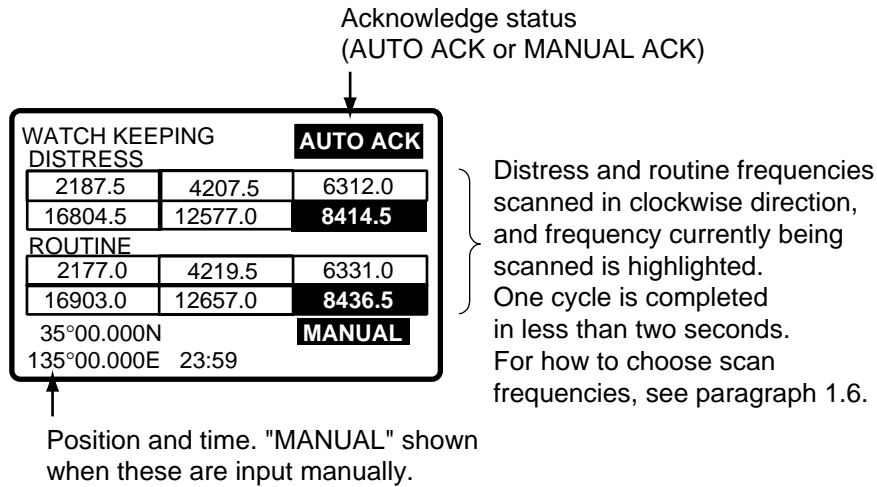 Acknowledge status
(AUTO ACK or MANUAL ACK)
WATCH KEEPING AUTO ACK
DISTRESS
2187.5 4207.5 6312.0
16804.5 12577.0 8414.5
ROUTINE
2177.0 4219.5 6331.0
16903.0 12657.0 8436.5
35°00.000N MANUAL
135°00.000E 23:59
Distress and routine frequencies
scanned in clockwise direction,
and frequency currently being
scanned is highlighted.
One cycle is completed
in less than two seconds.
For how to choose scan
frequencies, see paragraph 1.6.
Position and time. "MANUAL" shown
when these are input manually.